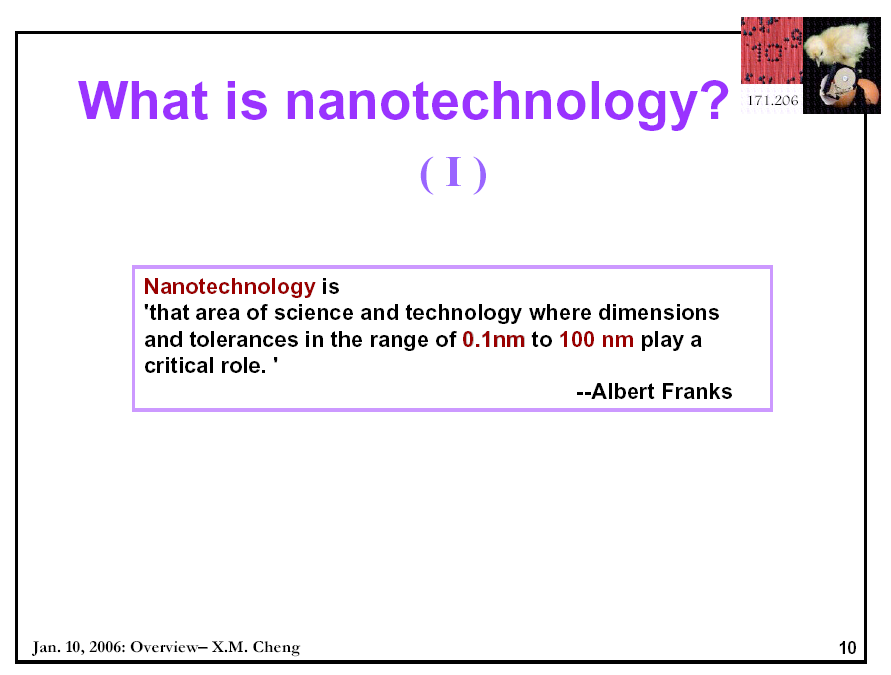 171.206
What is nanotechnology?
( I )
Nanotechnology is
'that area of science and technology where dimensions
and tolerances in the range of 0.1nm to 100 nm play a
critical role. '
--Albert Franks
Jan. 10, 2006: Overview– X.M. Cheng
10